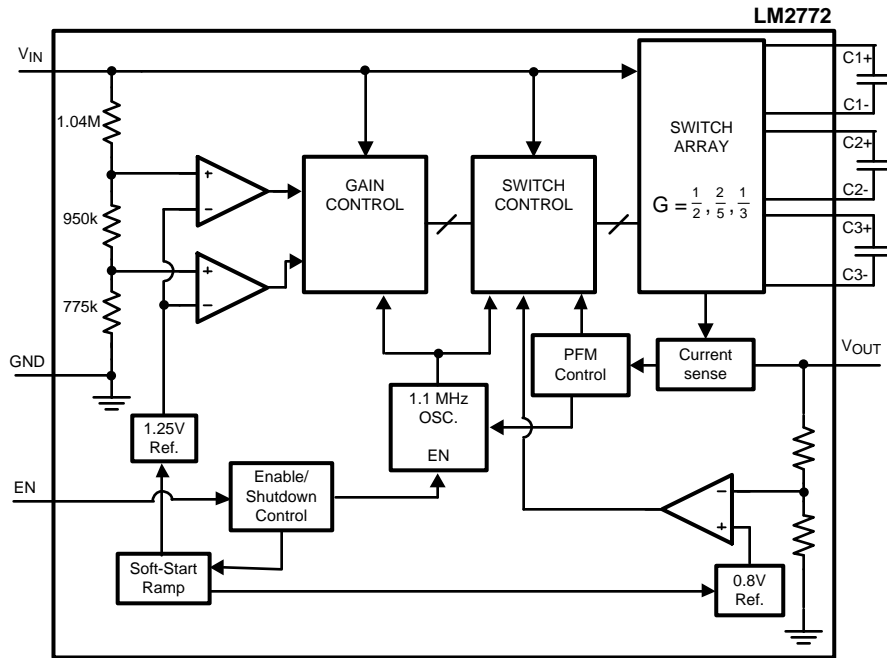 LM2772
VIN
C1+
1.04M
C1-
SWITCH
ARRAY
C2+
+
GAIN
CONTROL
SWITCH
CONTROL
G = 1/2, 2/5, 1/3
C2-
-
950k
C3+
+
C3-
-
775k
GND
PFM
Control
Current
sense
VOUT
1.1 MHz
OSC.
EN
1.25V
Ref.
EN
Enable/
Shutdown
Control
-
+
Soft-Start
Ramp
0.8V
Ref.